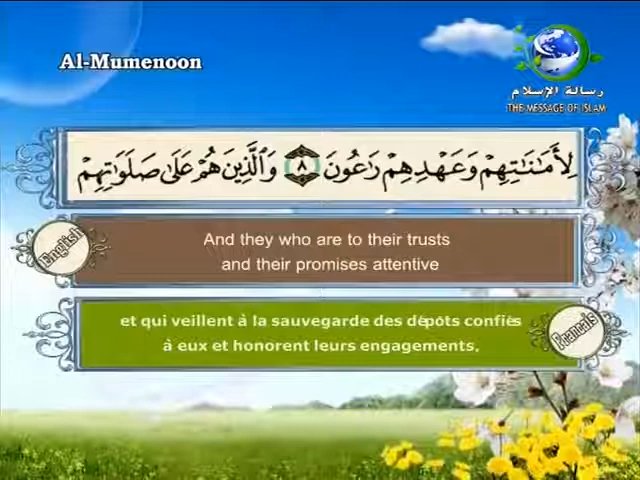 Al-Mumenoon
رسالة الإسلام
THE MESSAGE OF ISLAM
لِأَمَٰنَٰتِهِمْ وَعَهْدِهِمْ رَٰعُونَ ٨ وَٱلَّذِينَ هُمْ عَلَىٰ صَلَوَٰتِهِمْ
English
And they who are to their trusts
and their promises attentive
et qui veillent à la sauvegarde des dépôts confiés
à eux et honorent leurs engagements.
Francais